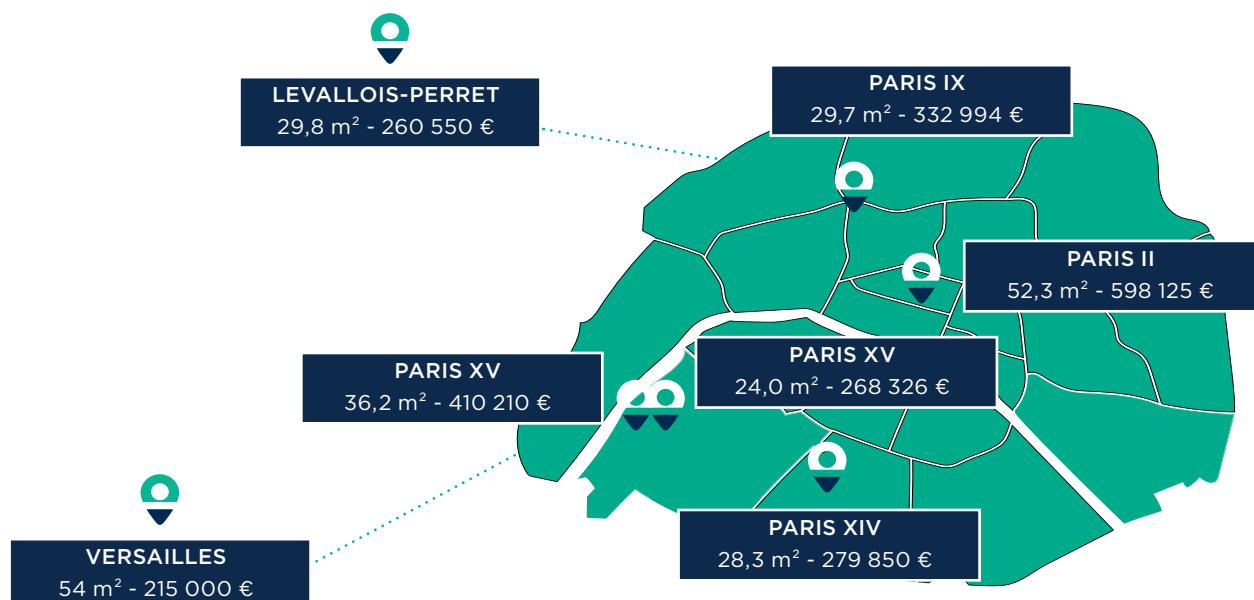 LEVALLOIS-PERRET
29,8 m² - 260 550 €
PARIS IX
29,7 m² - 332 994 €
PARIS II
52,3 m² - 598 125 €
PARIS XV
36,2 m² - 410 210 €
PARIS XV
24,0 m² - 268 326 €
PARIS XIV
28,3 m² - 279 850 €
VERSAILLES
54 m² - 215 000 €